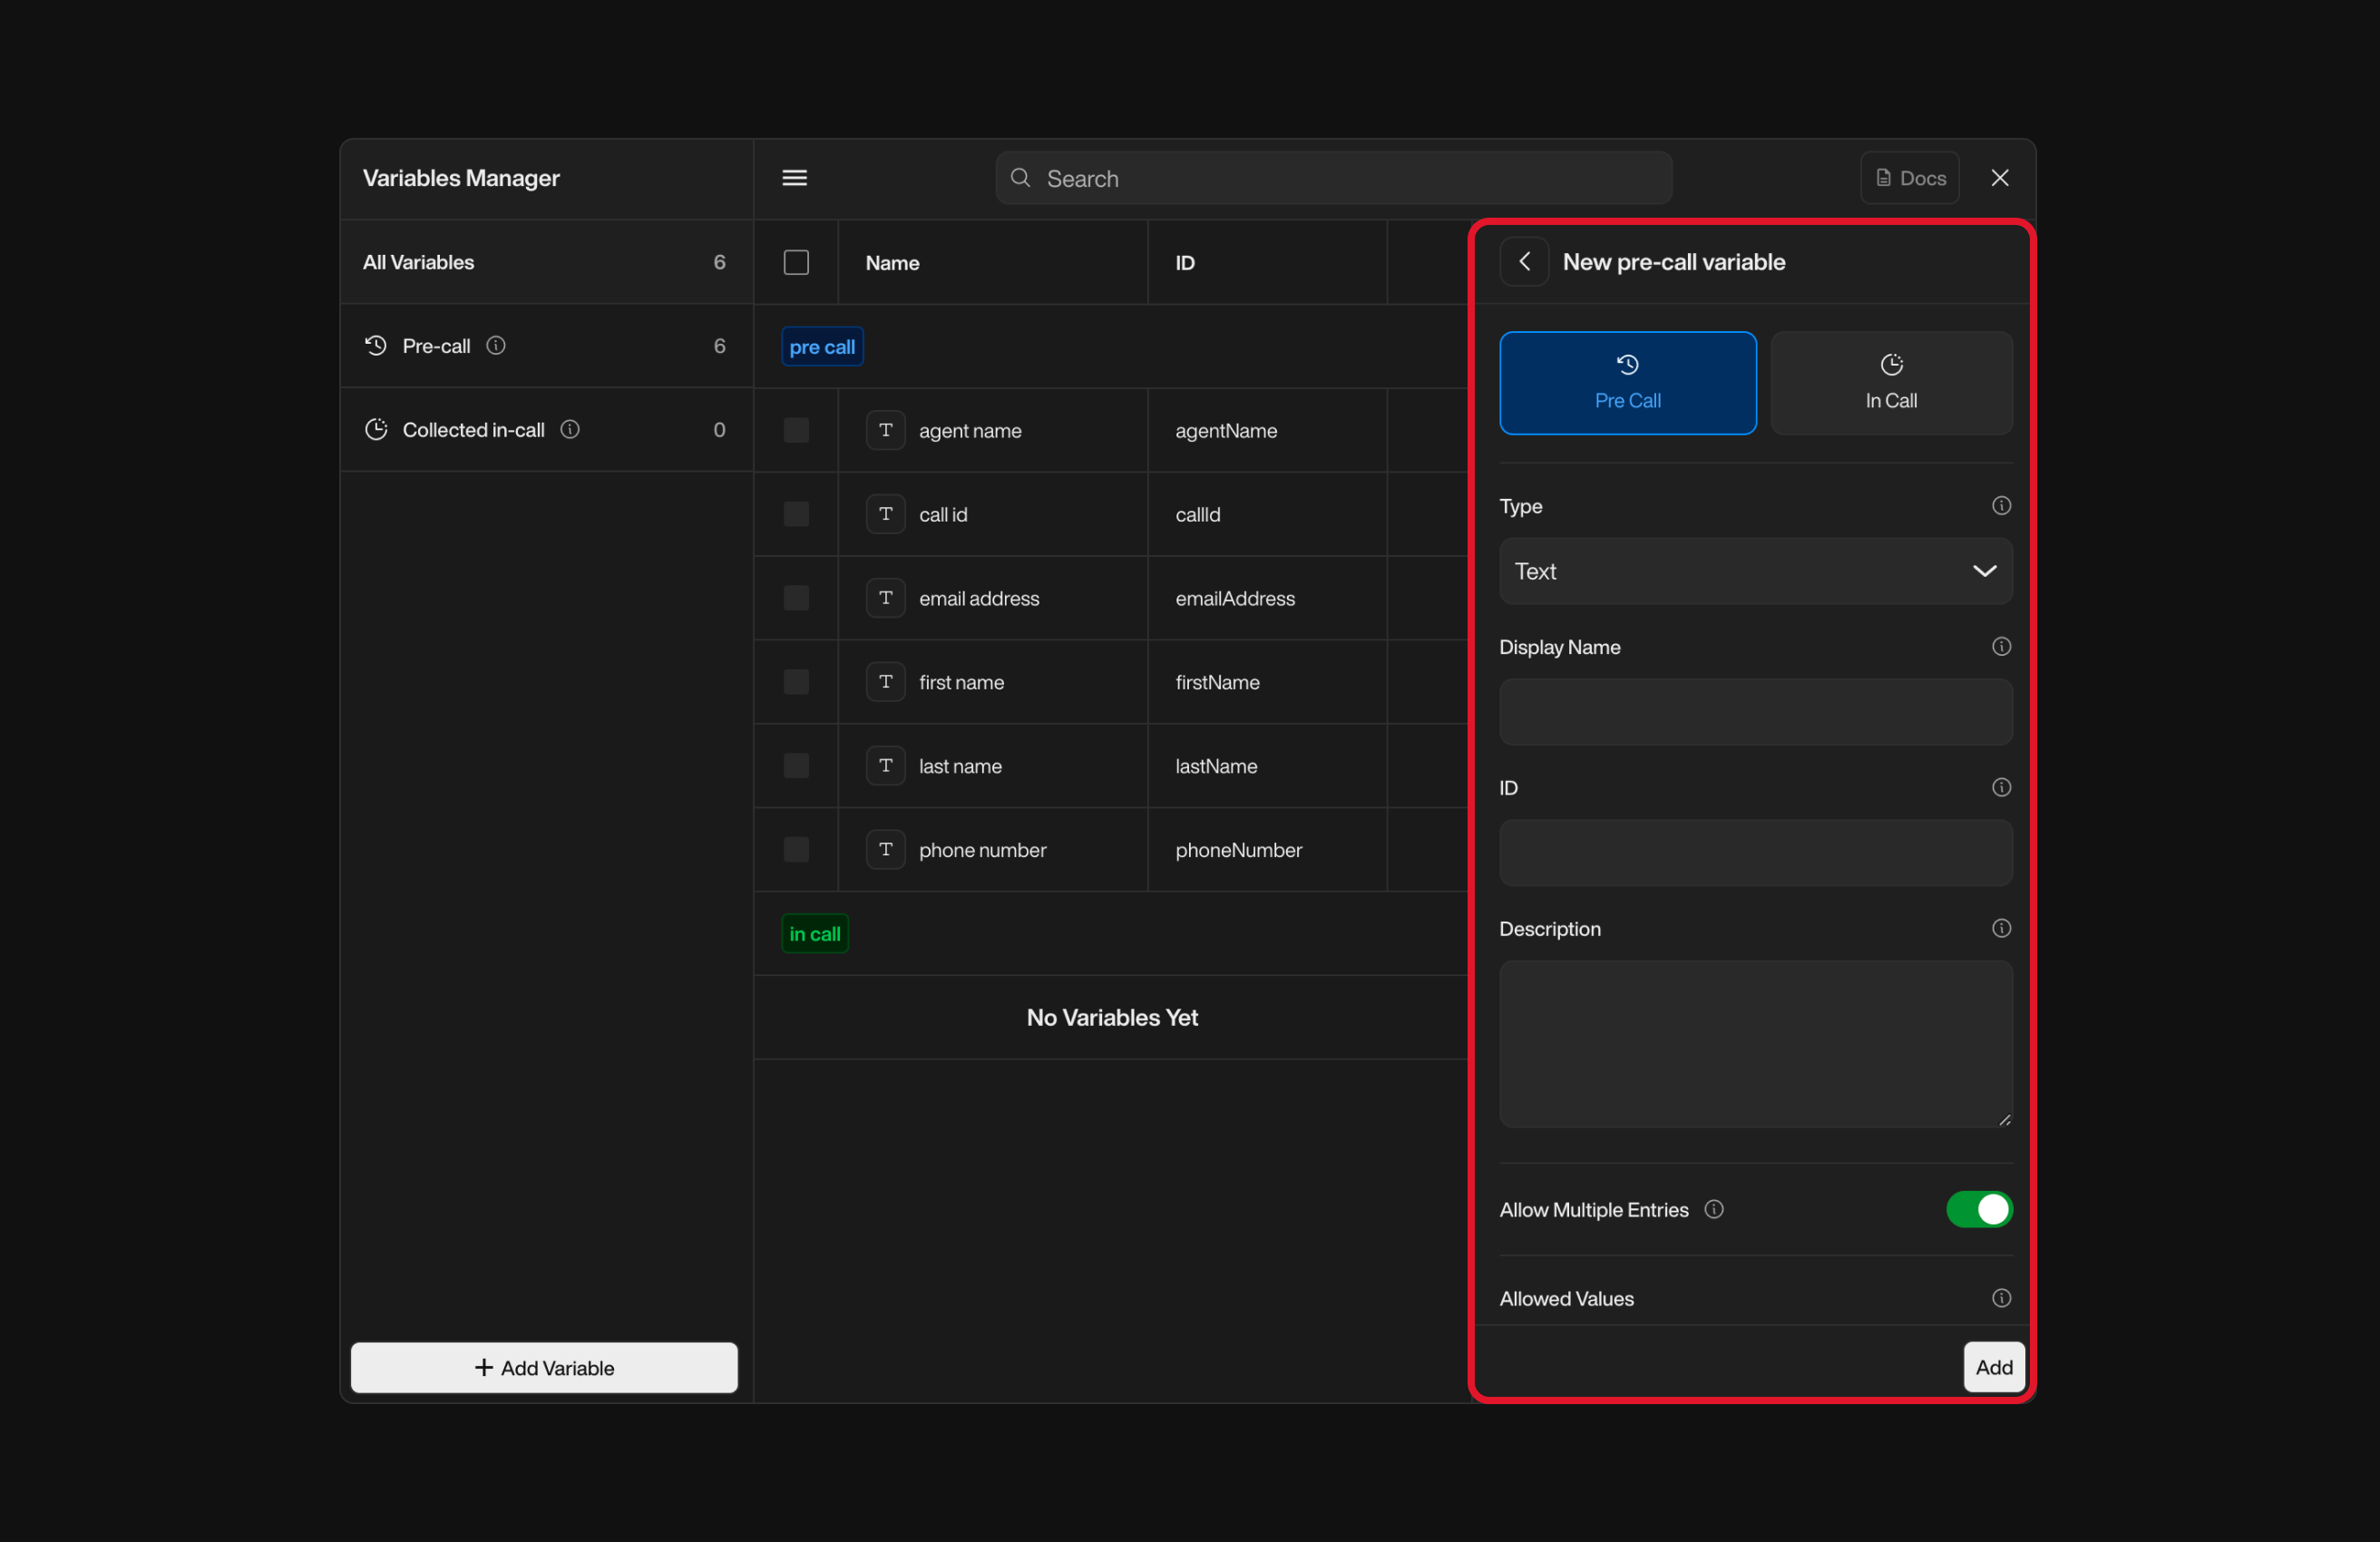 Variables Manager
Search
Docs
All Variables 6
Pre-call 6
Collected in-call 0
Add Variable
Name ID
pre call
T agent name agentName
T call id callId
T email address emailAddress
T first name firstName
T last name lastName
T phone number phoneNumber
in call
No Variables Yet
New pre-call variable
Pre Call In Call
Type
Text
Display Name
ID
Description
Allow Multiple Entries
Allowed Values
Add